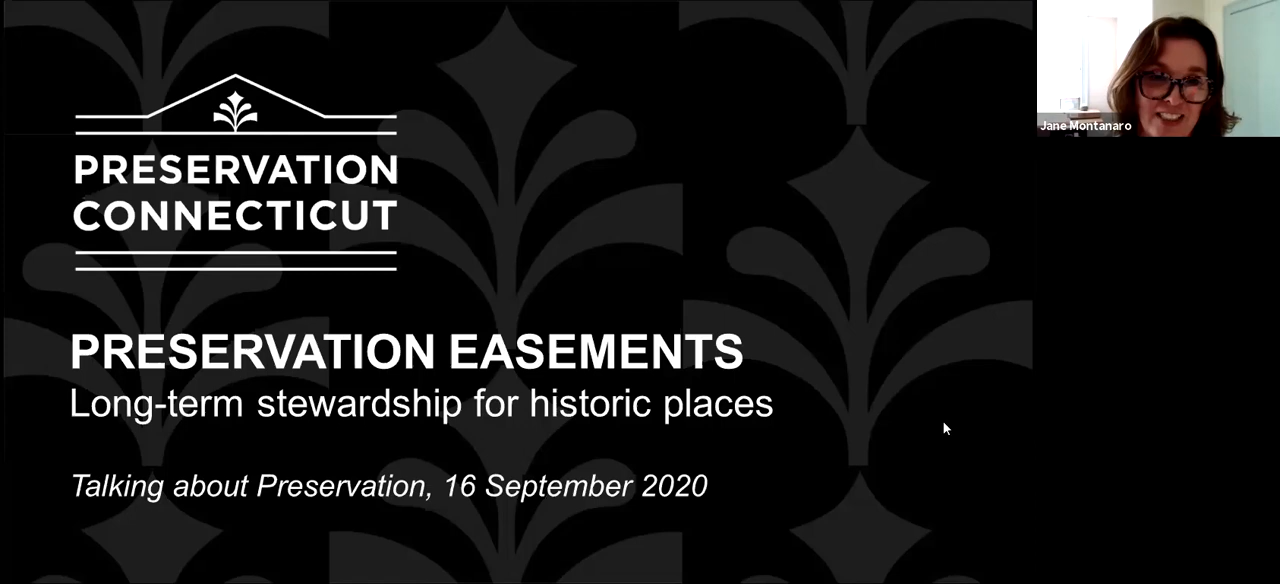 PRESERVATION
CONNECTICUT
PRESERVATION EASEMENTS
Long-term stewardship for historic places
Talking about Preservation, 16 September 2020
Jane Montanaro